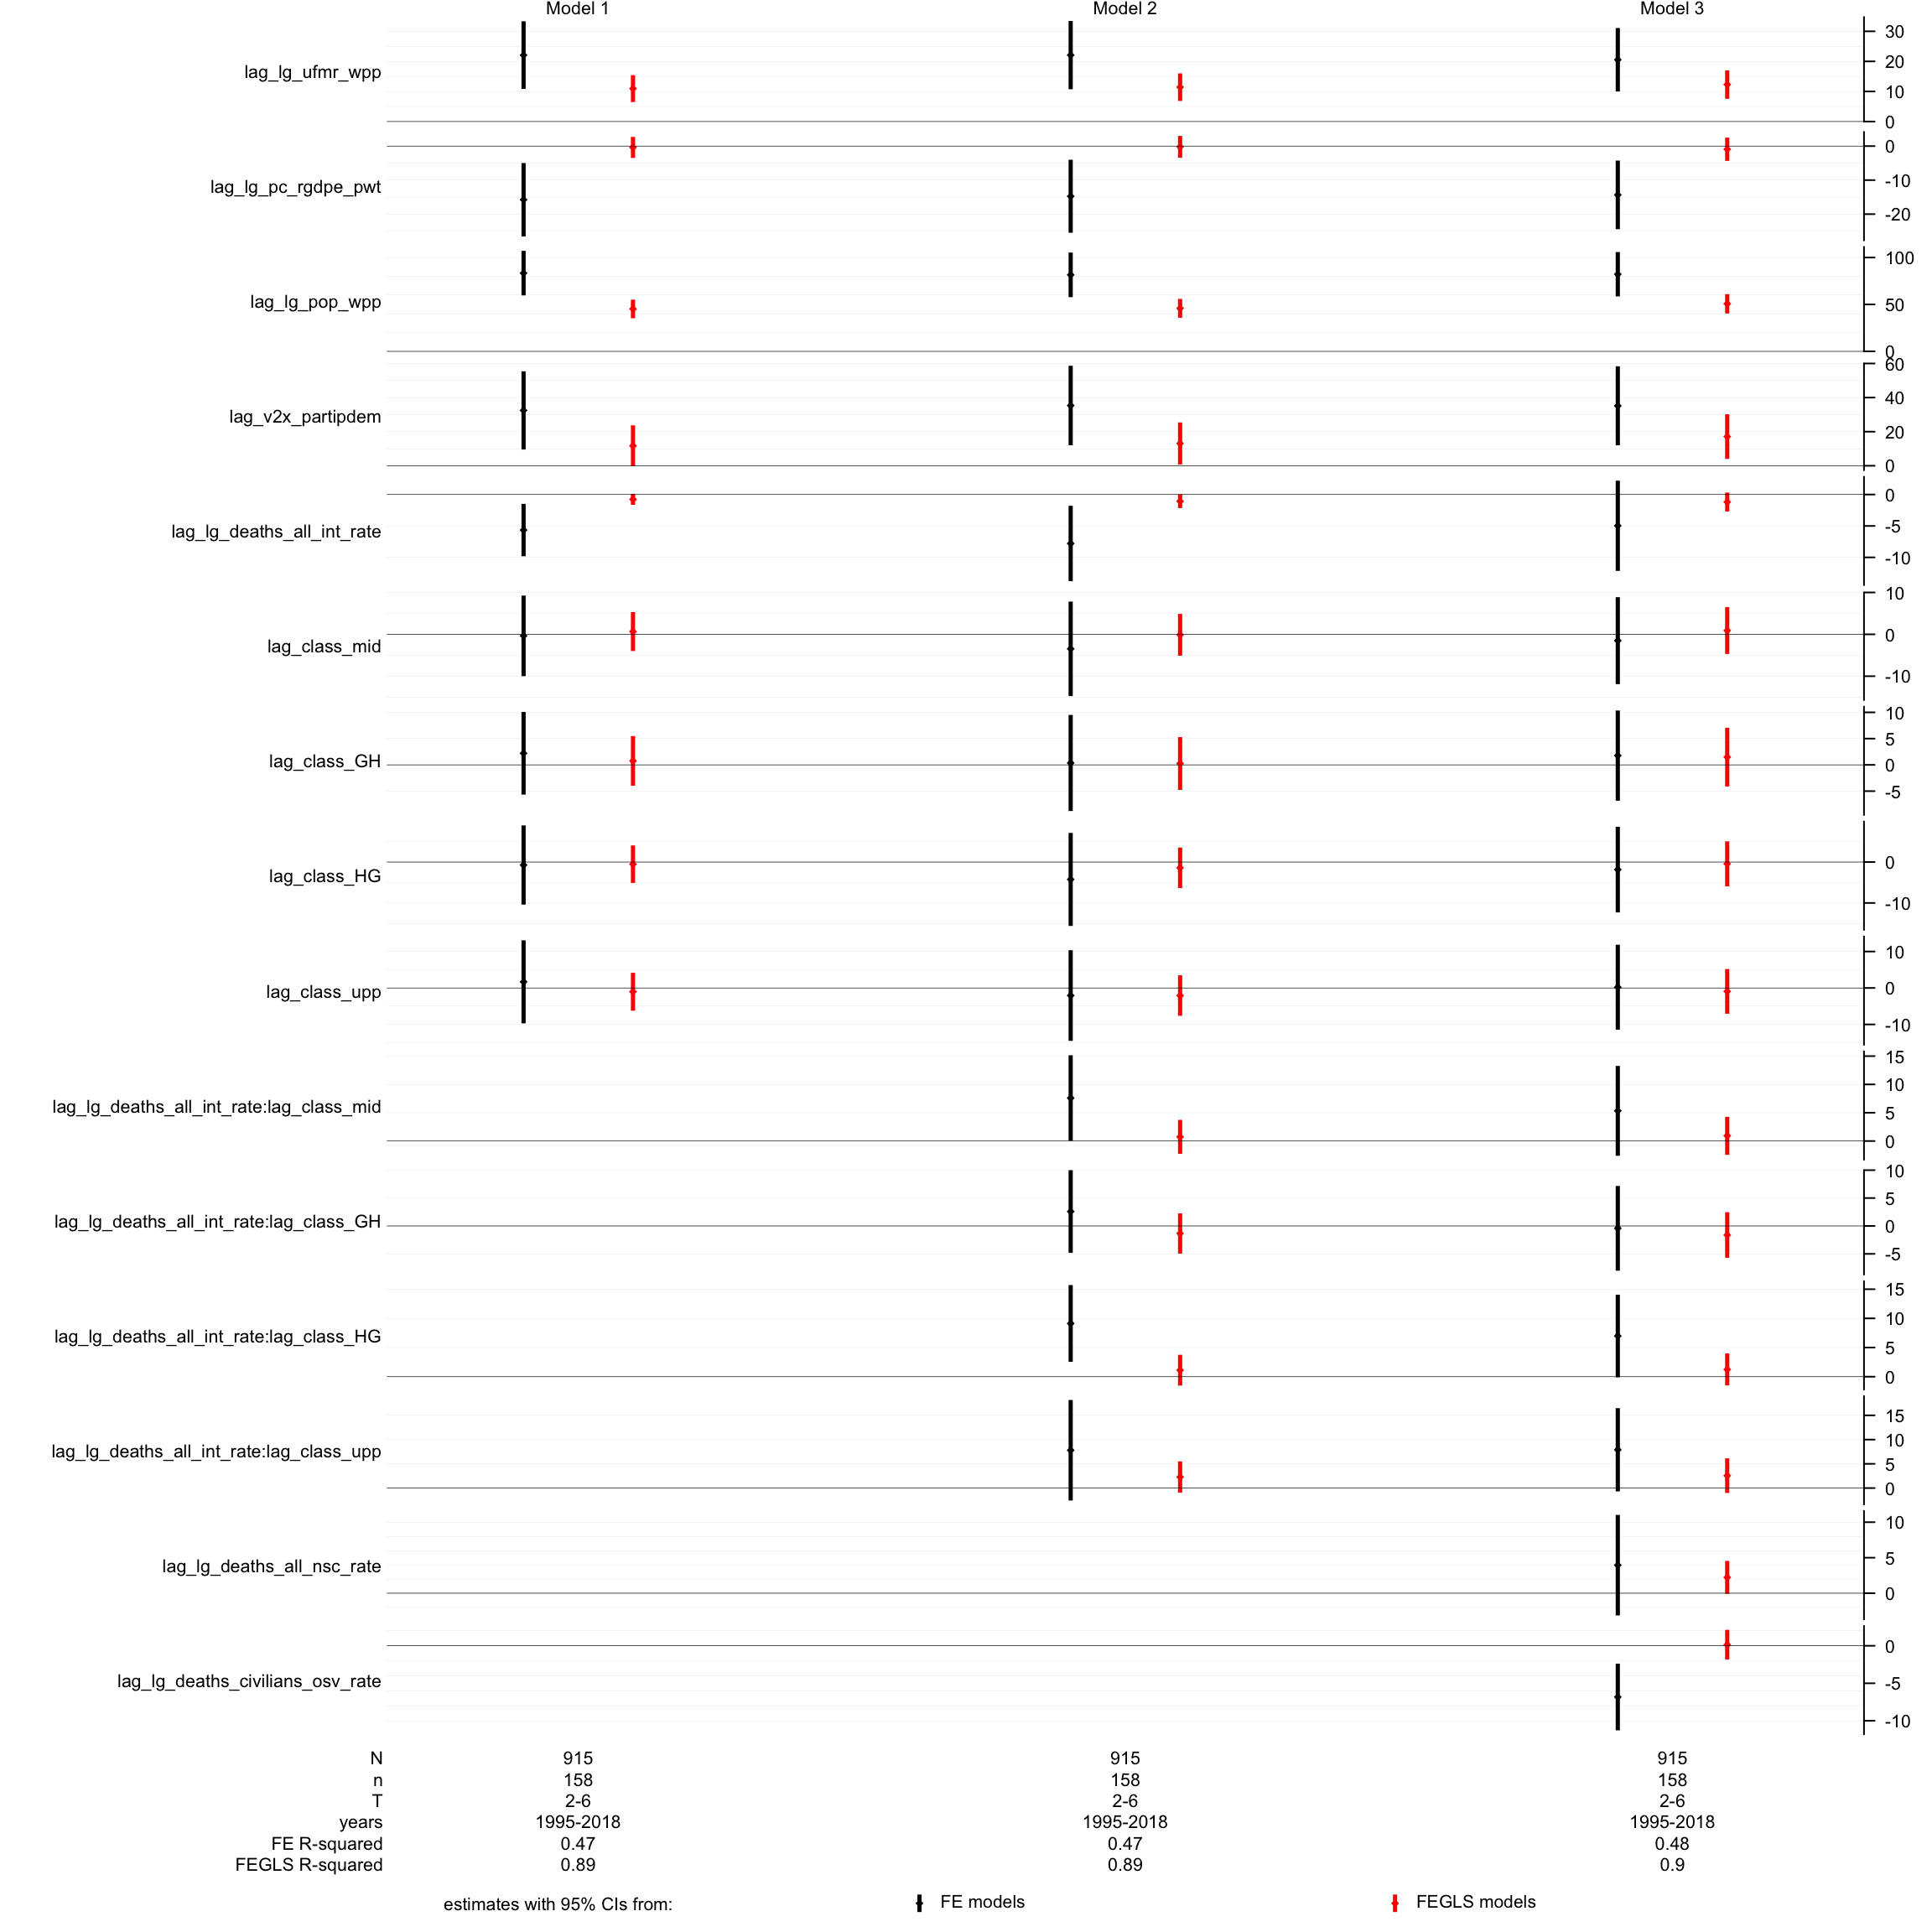 Model 1 Model 2 Model 3
lag_lg_ufmr_wpp 30 20 10 0
lag_lg_pc_rgdpe_pwt 0 -10 -20
lag_lg_pop_wpp 100 50 0
lag_v2x_partipdem 60 40 20 0
lag_lg_deaths_all_int_rate 0 -5 -10
lag_class_mid 10 0 -10
lag_class_GH 10 5 0 -5
lag_class_HG 0 -10
lag_class_upp 10 0 -10
lag_lg_deaths_all_int_rate:lag_class_mid 15 10 5 0
lag_lg_deaths_all_int_rate:lag_class_GH 10 5 0 -5
lag_lg_deaths_all_int_rate:lag_class_HG 15 10 5 0
lag_lg_deaths_all_int_rate:lag_class_upp 15 10 5 0
lag_lg_deaths_all_nsc_rate 10 5 0
lag_lg_deaths_civilians_osv_rate 0 -5 -10
N 915 915 915
n 158 158 158
T 2-6 2-6 2-6
years 1995-2018 1995-2018 1995-2018
FE R-squared 0.47 0.47 0.48
FEGLS R-squared 0.89 0.89 0.9
estimates with 95% CIs from: FE models FEGLS models